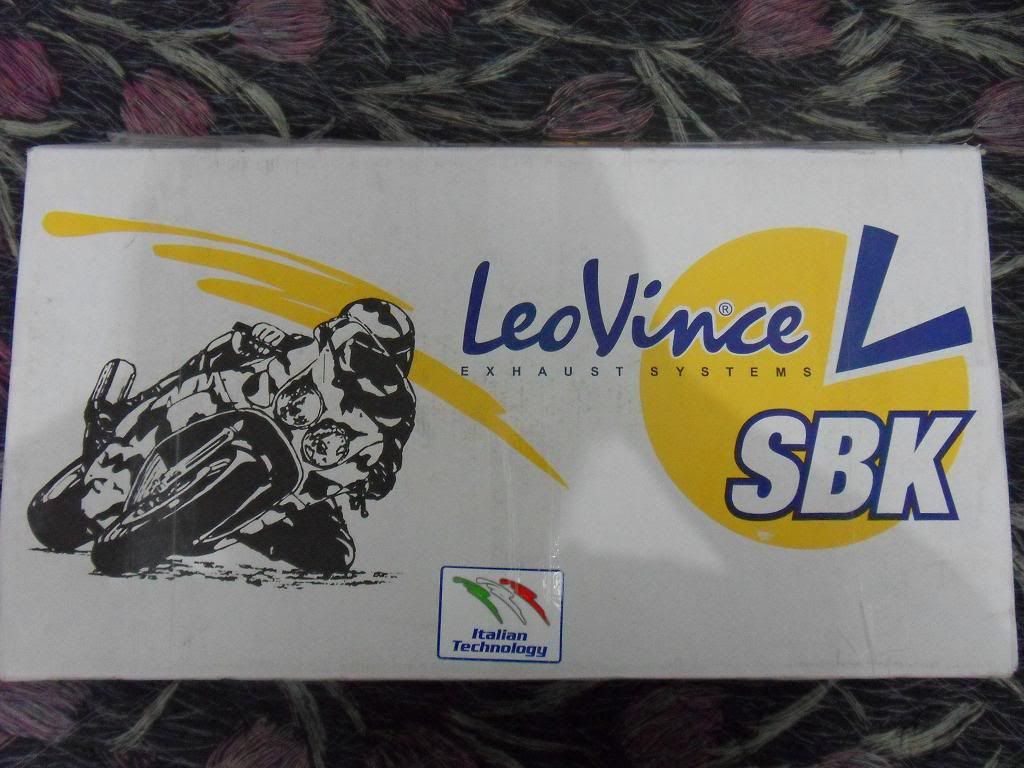 LeoVince®
EXHAUST SYSTEMS
SBK
Italian
Technology